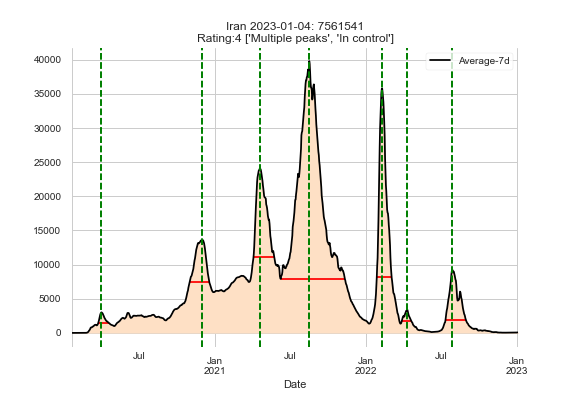 Iran 2023-01-04: 7561541
Rating:4 ['Multiple peaks', 'In control']
Average-7d
40000
35000
30000
25000
20000
15000
10000
5000
0
Jul
Jan
2021
Jul
Jan
2022
Jul
Jan
2023
Date